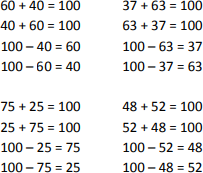 60 + 40 = 100
40 + 60 = 100
100 – 40 = 60
100 – 60 = 40
37 + 63 = 100
63 + 37 = 100
100 – 63 = 37
100 – 37 = 63
75 + 25 = 100
25 + 75 = 100
100 – 25 = 75
100 – 75 = 25
48 + 52 = 100
52 + 48 = 100
100 – 52 = 48
100 – 48 = 52